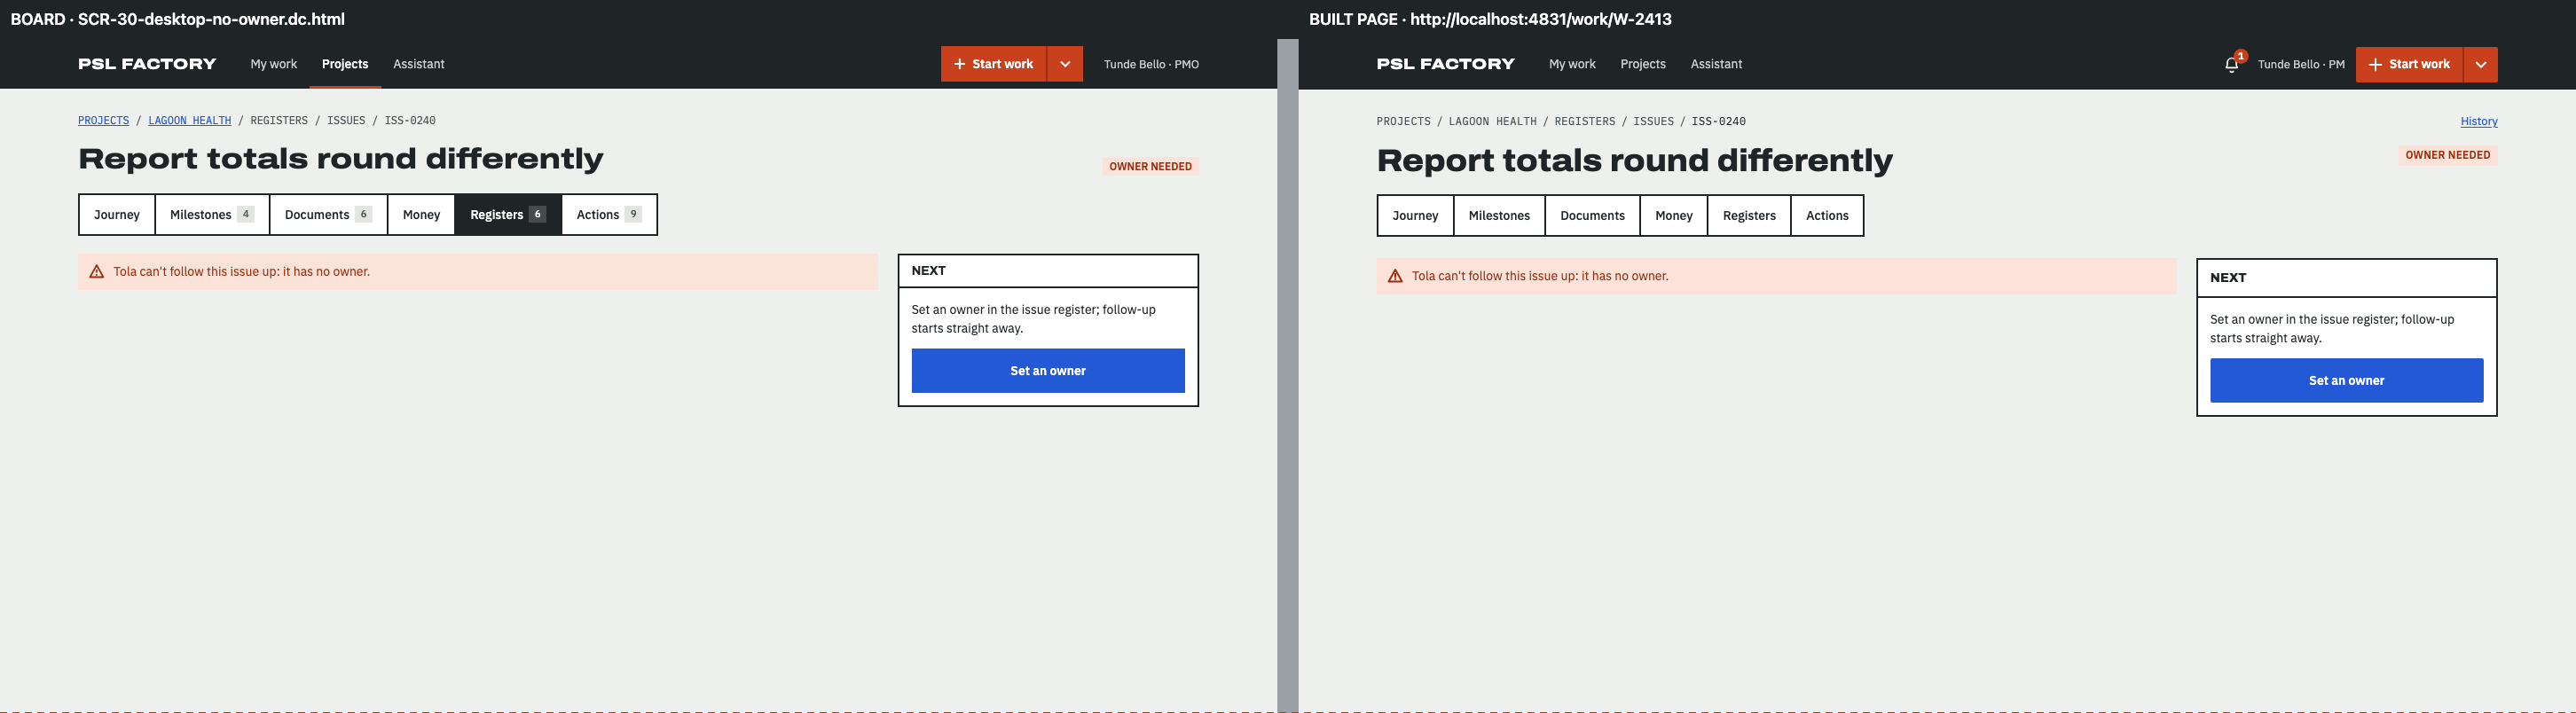 BOARD · SCR-30-desktop-no-owner.dc.html
PSL FACTORY My work Projects Assistant + Start work Tunde Bello · PMO
PROJECTS / LAGOON HEALTH / REGISTERS / ISSUES / ISS-0240
Report totals round differently
OWNER NEEDED
Journey Milestones 4 Documents 6 Money Registers 6 Actions 9
Tola can't follow this issue up: it has no owner.
NEXT
Set an owner in the issue register; follow-up
starts straight away.
Set an owner
BUILT PAGE · http://localhost:4831/work/W-2413
PSL FACTORY My work Projects Assistant 1 Tunde Bello · PM + Start work
PROJECTS / LAGOON HEALTH / REGISTERS / ISSUES / ISS-0240
History
Report totals round differently
OWNER NEEDED
Journey Milestones Documents Money Registers Actions
Tola can't follow this issue up: it has no owner.
NEXT
Set an owner in the issue register; follow-up
starts straight away.
Set an owner